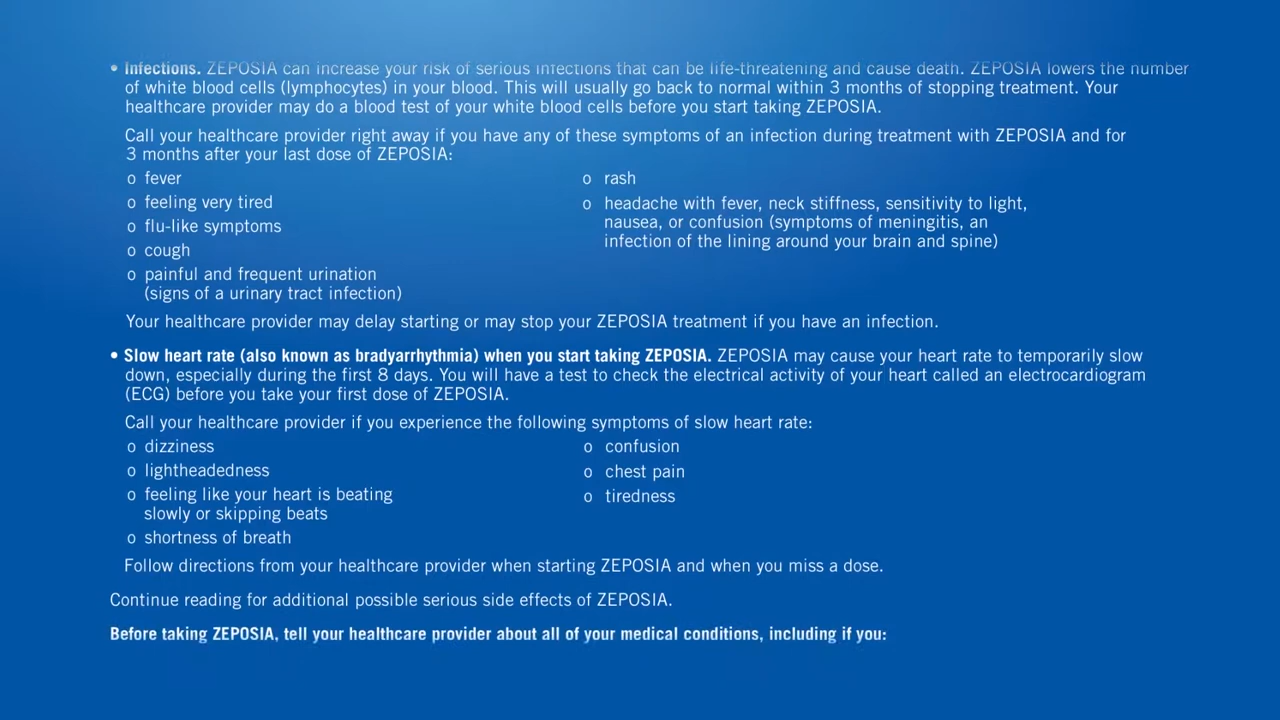 • Infections. ZEPOSIA can increase your risk of serious infections that can be life-threatening and cause death. ZEPOSIA lowers the number
of white blood cells (lymphocytes) in your blood. This will usually go back to normal within 3 months of stopping treatment. Your
healthcare provider may do a blood test of your white blood cells before you start taking ZEPOSIA.
Call your healthcare provider right away if you have any of these symptoms of an infection during treatment with ZEPOSIA and for
3 months after your last dose of ZEPOSIA:
o fever
o feeling very tired
o flu-like symptoms
o cough
o painful and frequent urination
(signs of a urinary tract infection)
o rash
o headache with fever, neck stiffness, sensitivity to light,
nausea, or confusion (symptoms of meningitis, an
infection of the lining around your brain and spine)
Your healthcare provider may delay starting or may stop your ZEPOSIA treatment if you have an infection.
• Slow heart rate (also known as bradyarrhythmia) when you start taking ZEPOSIA. ZEPOSIA may cause your heart rate to temporarily slow
down, especially during the first 8 days. You will have a test to check the electrical activity of your heart called an electrocardiogram
(ECG) before you take your first dose of ZEPOSIA.
Call your healthcare provider if you experience the following symptoms of slow heart rate:
o dizziness
o lightheadedness
o feeling like your heart is beating
slowly or skipping beats
o shortness of breath
o confusion
o chest pain
o tiredness
Follow directions from your healthcare provider when starting ZEPOSIA and when you miss a dose.
Continue reading for additional possible serious side effects of ZEPOSIA.
Before taking ZEPOSIA, tell your healthcare provider about all of your medical conditions, including if you: